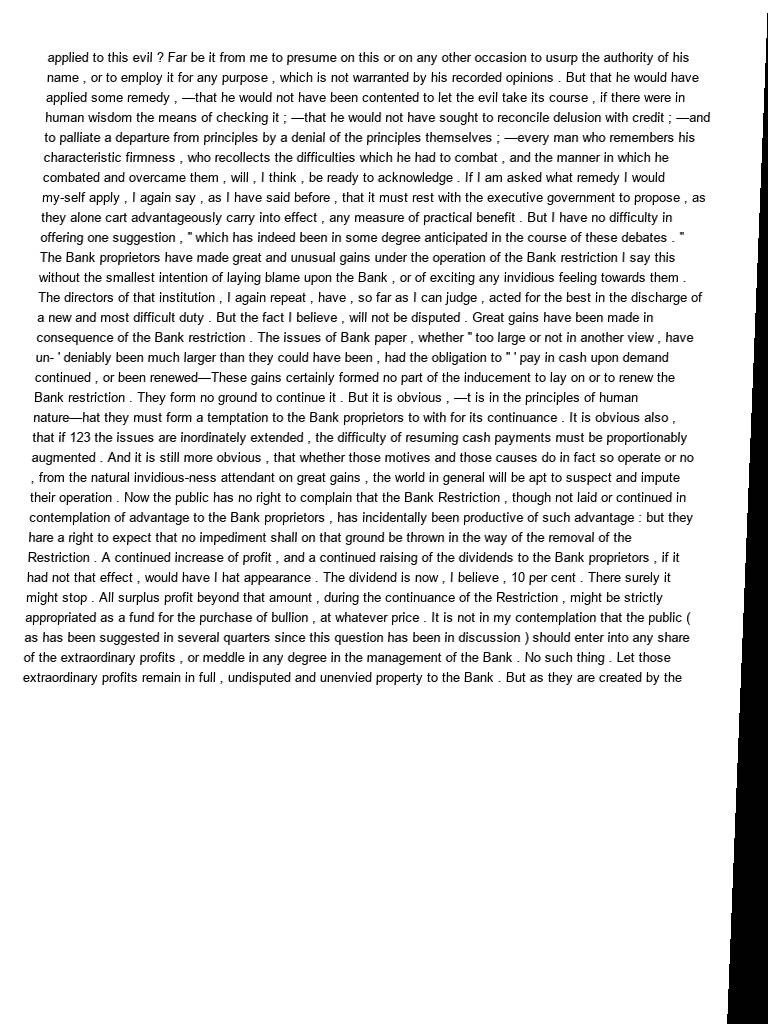 applied to this evil ? Far be it from me to presume on this or on any other occasion to usurp the authority of his
name , or to employ it for any purpose , which is not warranted by his recorded opinions . But that he would have
applied some remedy , —that he would not have been contented to let the evil take its course , if there were in
human wisdom the means of checking it ; —that he would not have sought to reconcile delusion with credit ; —and
to palliate a departure from principles by a denial of the principles themselves ; —every man who remembers his
characteristic firmness , who recollects the difficulties which he had to combat , and the manner in which he
combated and overcame them , will , I think , be ready to acknowledge . If I am asked what remedy I would
my-self apply , I again say , as I have said before , that it must rest with the executive government to propose , as
they alone cart advantageously carry into effect , any measure of practical benefit . But I have no difficulty in
offering one suggestion , " which has indeed been in some degree anticipated in the course of these debates . "
The Bank proprietors have made great and unusual gains under the operation of the Bank restriction I say this
without the smallest intention of laying blame upon the Bank , or of exciting any invidious feeling towards them .
The directors of that institution , I again repeat , have , so far as I can judge , acted for the best in the discharge of
a new and most difficult duty . But the fact I believe , will not be disputed . Great gains have been made in
consequence of the Bank restriction . The issues of Bank paper , whether " too large or not in another view , have
un- ' deniably been much larger than they could have been , had the obligation to " ' pay in cash upon demand
continued , or been renewed—These gains certainly formed no part of the inducement to lay on or to renew the
Bank restriction . They form no ground to continue it . But it is obvious , —t is in the principles of human
nature—hat they must form a temptation to the Bank proprietors to with for its continuance . It is obvious also ,
that if 123 the issues are inordinately extended , the difficulty of resuming cash payments must be proportionably
augmented . And it is still more obvious , that whether those motives and those causes do in fact so operate or no
, from the natural invidious-ness attendant on great gains , the world in general will be apt to suspect and impute
their operation . Now the public has no right to complain that the Bank Restriction , though not laid or continued in
contemplation of advantage to the Bank proprietors , has incidentally been productive of such advantage : but they
hare a right to expect that no impediment shall on that ground be thrown in the way of the removal of the
Restriction . A continued increase of profit , and a continued raising of the dividends to the Bank proprietors , if it
had not that effect , would have I hat appearance . The dividend is now , I believe , 10 per cent . There surely it
might stop . All surplus profit beyond that amount , during the continuance of the Restriction , might be strictly
appropriated as a fund for the purchase of bullion , at whatever price . It is not in my contemplation that the public (
as has been suggested in several quarters since this question has been in discussion ) should enter into any share
of the extraordinary profits , or meddle in any degree in the management of the Bank . No such thing . Let those
extraordinary profits remain in full , undisputed and unenvied property to the Bank . But as they are created by the